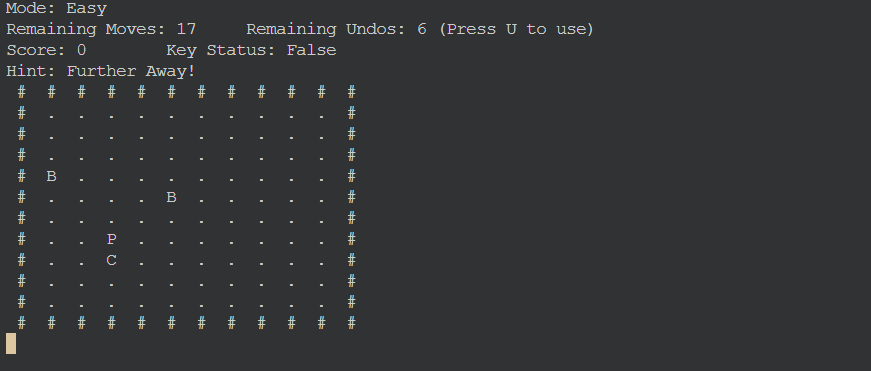 Mode: Easy
Remaining Moves: 17     Remaining Undos: 6 (Press U to use)
Score: 0        Key Status: False
Hint: Further Away!
 #  #  #  #  #  #  #  #  #  #  #  #
 #  .  .  .  .  .  .  .  .  .  .  #
 #  .  .  .  .  .  .  .  .  .  .  #
 #  .  .  .  .  .  .  .  .  .  .  #
 #  B  .  .  .  .  .  .  .  .  .  #
 #  .  .  .  .  B  .  .  .  .  .  #
 #  .  .  .  .  .  .  .  .  .  .  #
 #  .  .  P  .  .  .  .  .  .  .  #
 #  .  .  C  .  .  .  .  .  .  .  #
 #  .  .  .  .  .  .  .  .  .  .  #
 #  .  .  .  .  .  .  .  .  .  .  #
 #  #  #  #  #  #  #  #  #  #  #  #